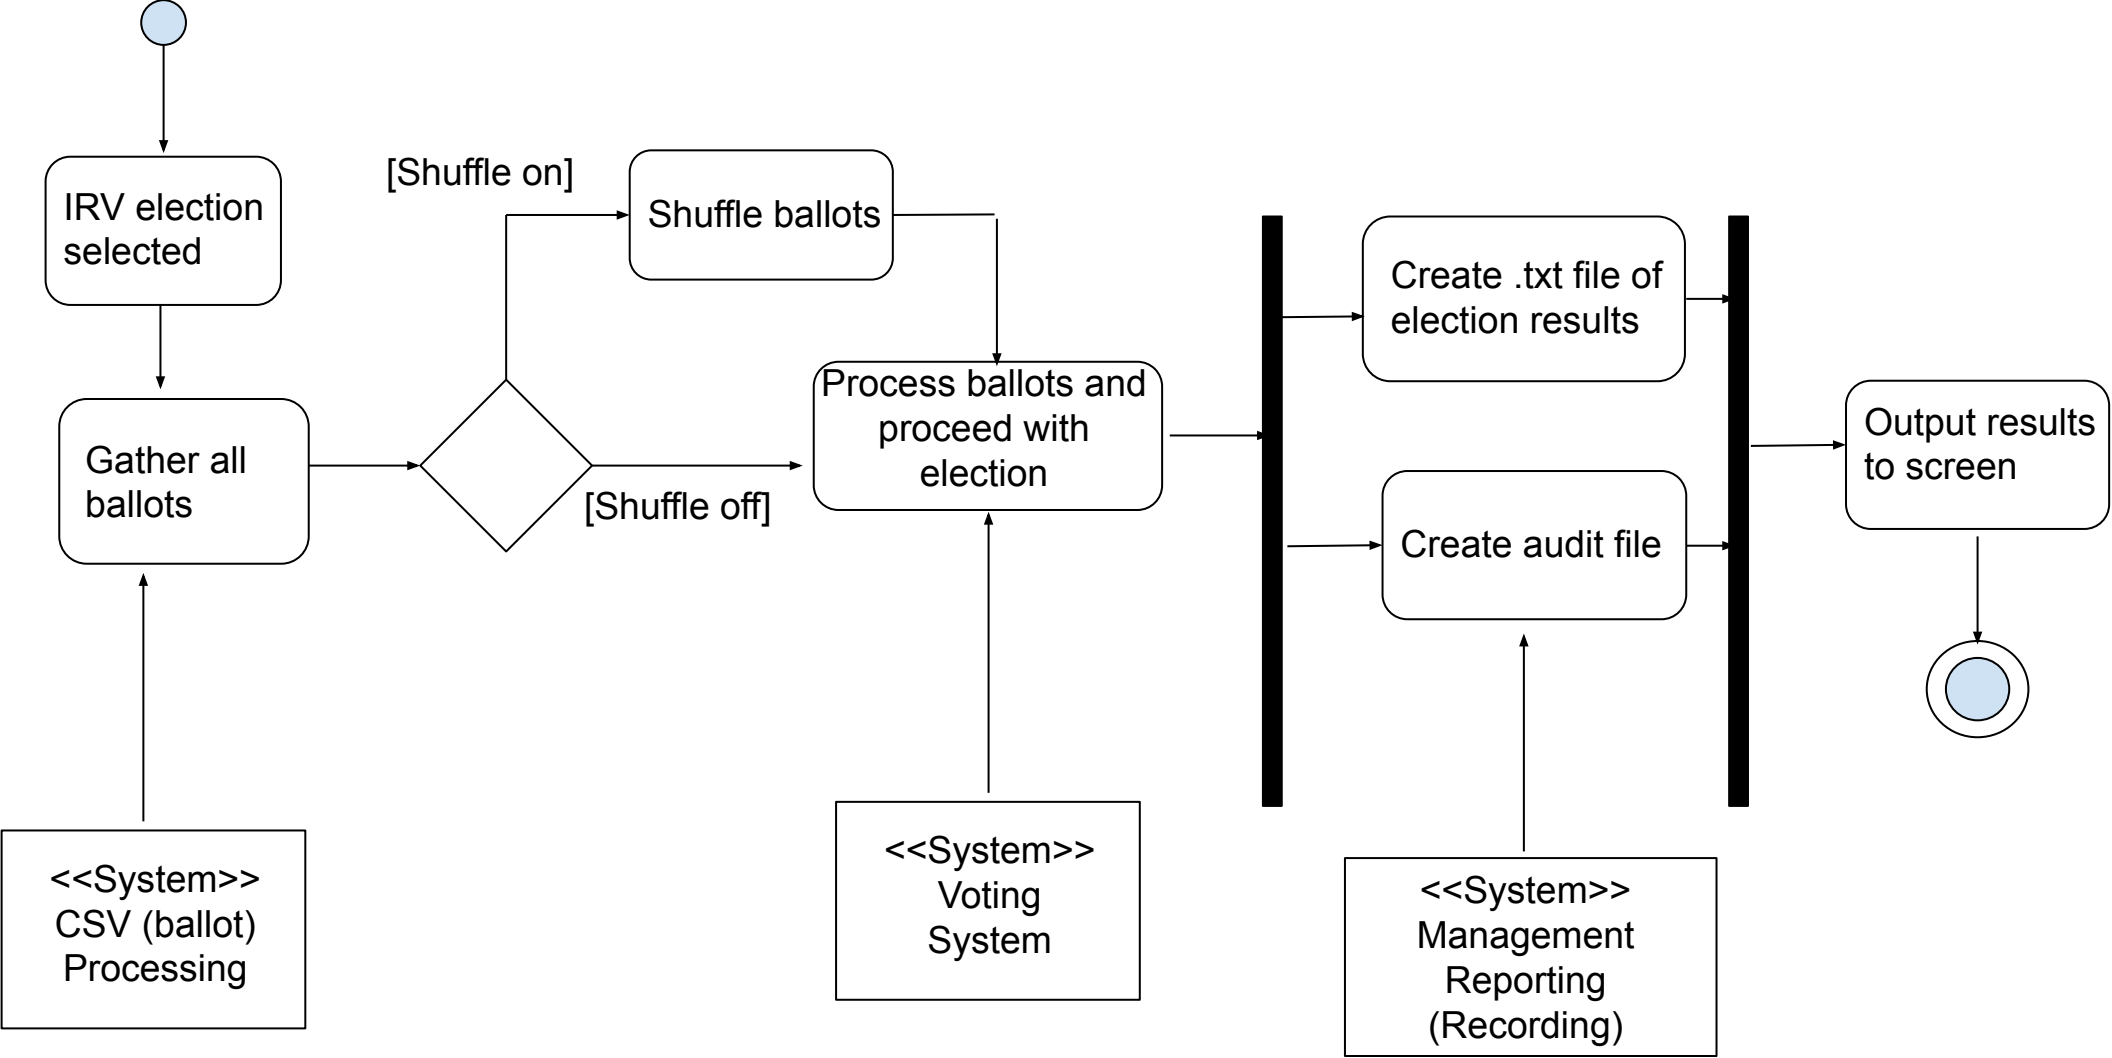 IRV election
selected
Gather all
ballots
[Shuffle on]
Shuffle ballots
[Shuffle off]
Process ballots and
proceed with
election
Create .txt file of
election results
Create audit file
Output results
to screen
<<System>>
CSV (ballot)
Processing
<<System>>
Voting
System
<<System>>
Management
Reporting
(Recording)